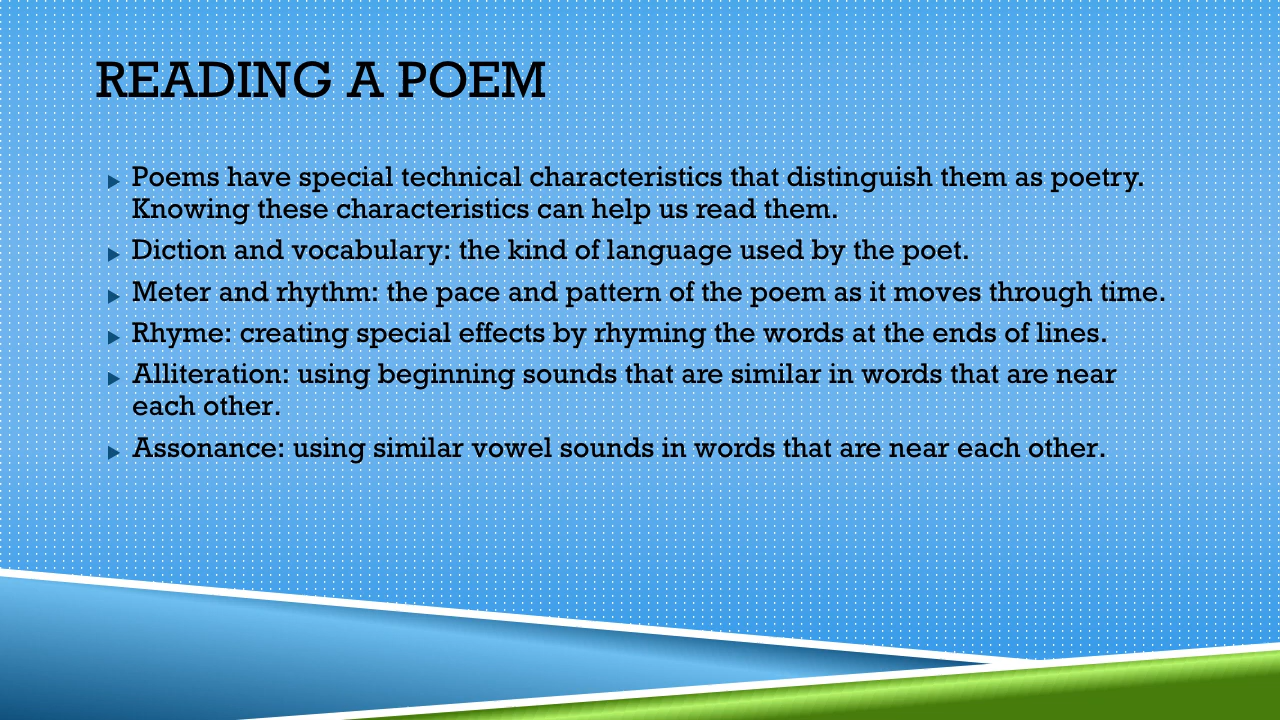 READING A POEM
Poems have special technical characteristics that distinguish them as poetry.
Knowing these characteristics can help us read them.
Diction and vocabulary: the kind of language used by the poet.
Meter and rhythm: the pace and pattern of the poem as it moves through time.
Rhyme: creating special effects by rhyming the words at the ends of lines.
Alliteration: using beginning sounds that are similar in words that are near
each other.
Assonance: using similar vowel sounds in words that are near each other.